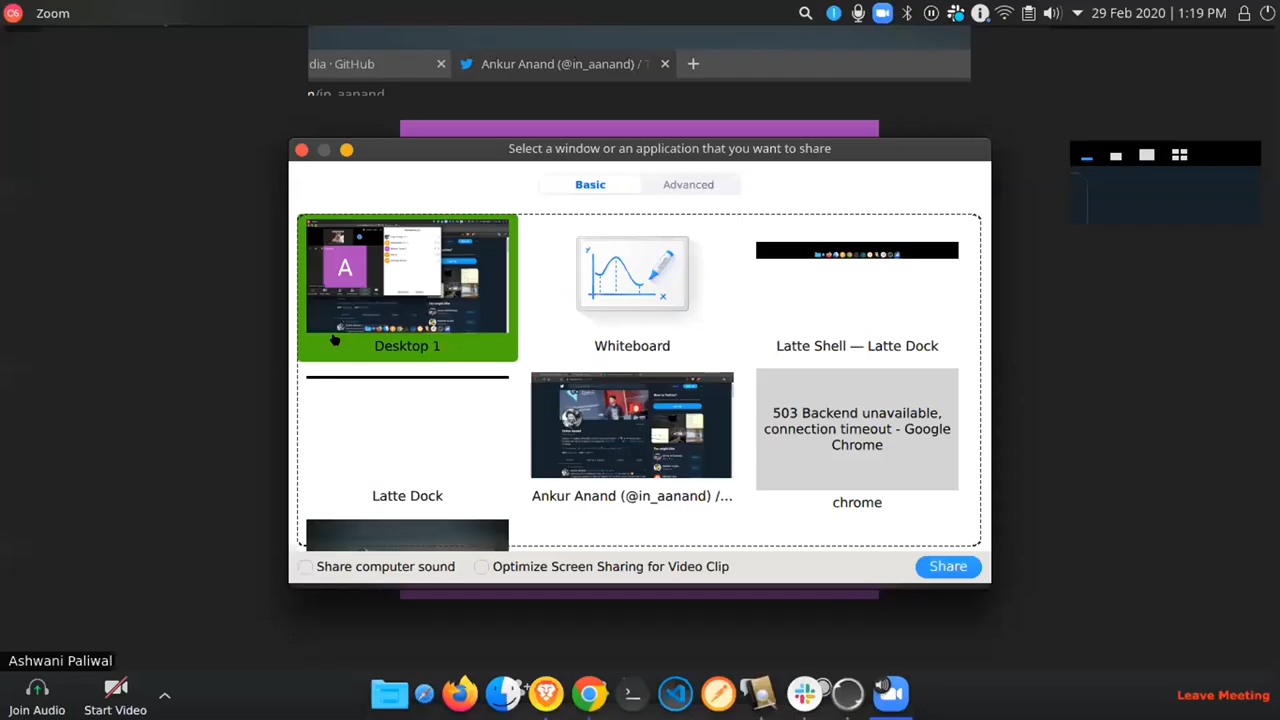 Zoom
29 Feb 2020 | 1:19 PM
dia · GitHub
Ankur Anand (@in_aanand) / T
n/in_aanand
Select a window or an application that you want to share
Basic
Advanced
A
Desktop 1
y
x
Whiteboard
Latte Shell — Latte Dock
Latte Dock
Ankur Anand (@in_aanand) /...
503 Backend unavailable,
connection timeout - Google
Chrome
chrome
Share computer sound
Optimize Screen Sharing for Video Clip
Share
Ashwani Paliwal
Join Audio
Start Video
Leave Meeting